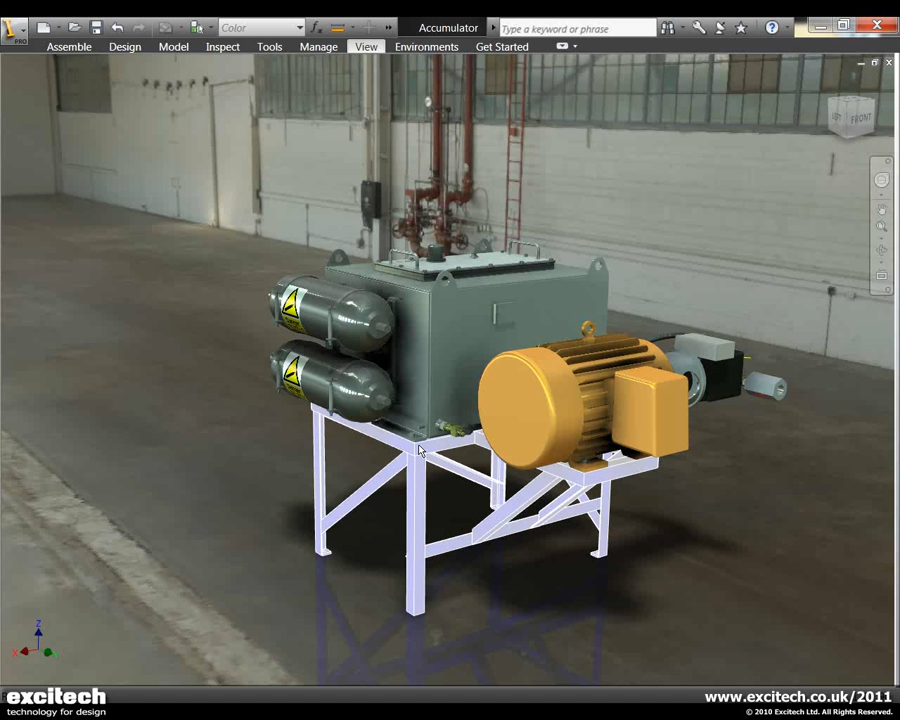 Color
Accumulator
Type a keyword or phrase
Assemble Design Model Inspect Tools Manage View Environments Get Started
FRONT
Z
X
excitech
technology for design
www.excitech.co.uk/2011
© 2010 Excitech Ltd. All Rights Reserved.